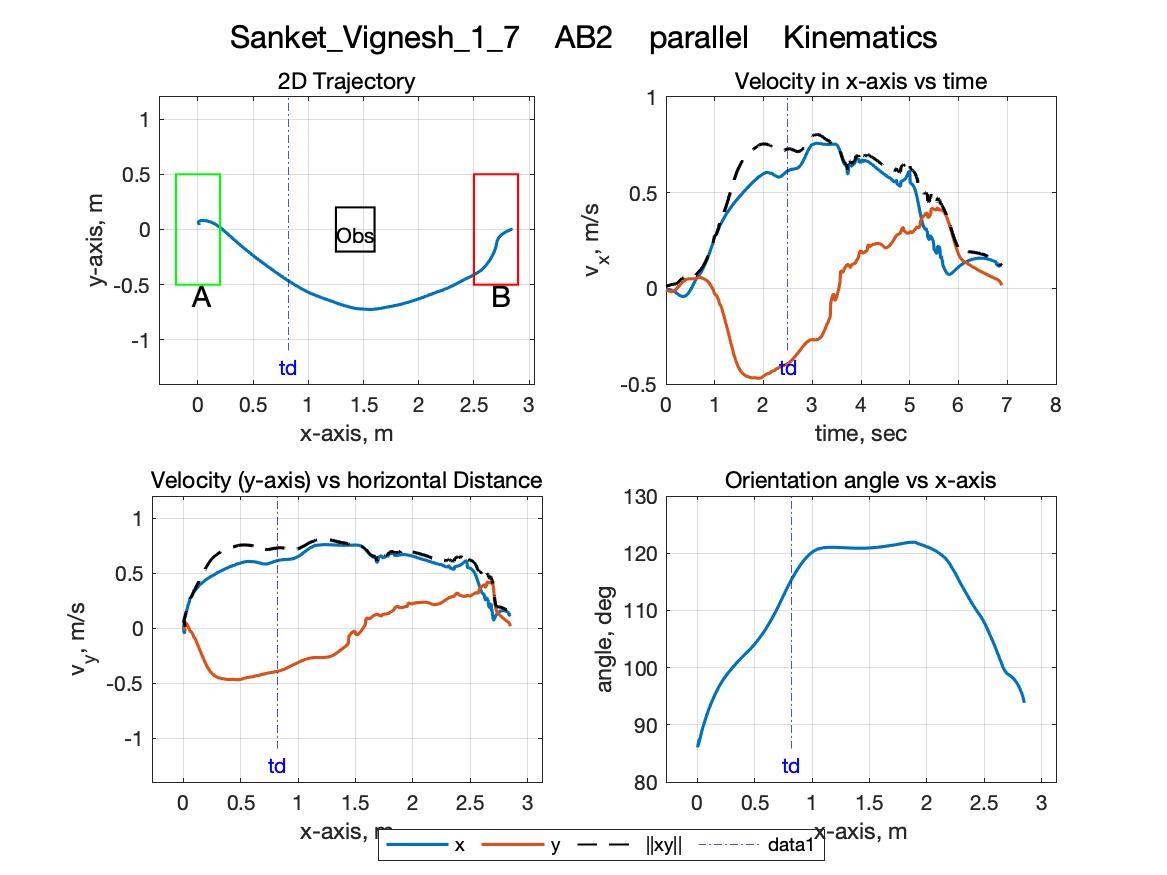 Sanket_Vignesh_1_7 AB2 parallel Kinematics
2D Trajectory
1
0.5
0
-0.5
-1
y-axis, m
A
Obs
B
td
0
0.5
1
1.5
2
2.5
3
x-axis, m
Velocity in x-axis vs time
1
0.5
0
-0.5
v_x, m/s
td
0
1
2
3
4
5
6
7
8
time, sec
Velocity (y-axis) vs horizontal Distance
1
0.5
0
-0.5
-1
v_y, m/s
td
0
0.5
1
1.5
2
2.5
3
x-axis, m
Orientation angle vs x-axis
130
120
110
100
90
80
angle, deg
td
0
0.5
1
1.5
2
2.5
3
x-axis, m
x
y
||xy||
data1